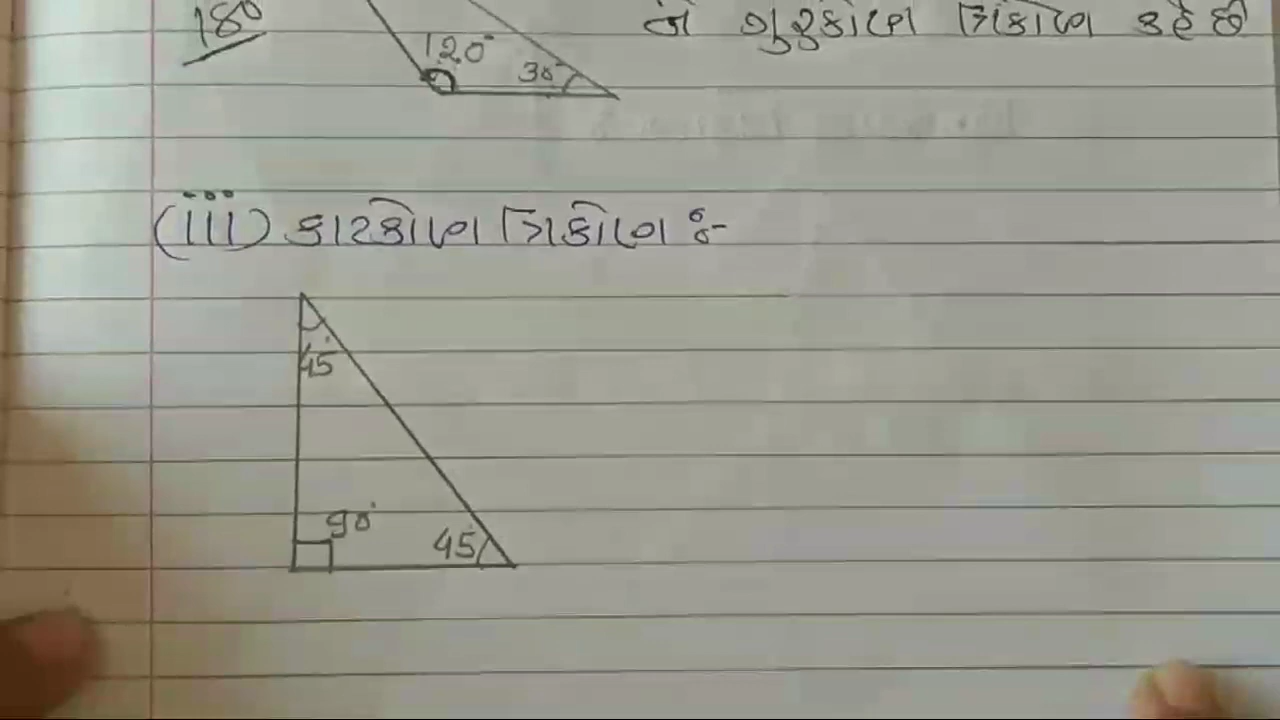 180
120° 30°
ને ગુરુકોણ ત્રિકોણ કહે છે
(iii) કાટકોણ ત્રિકોણ :-
45°
90°
45°